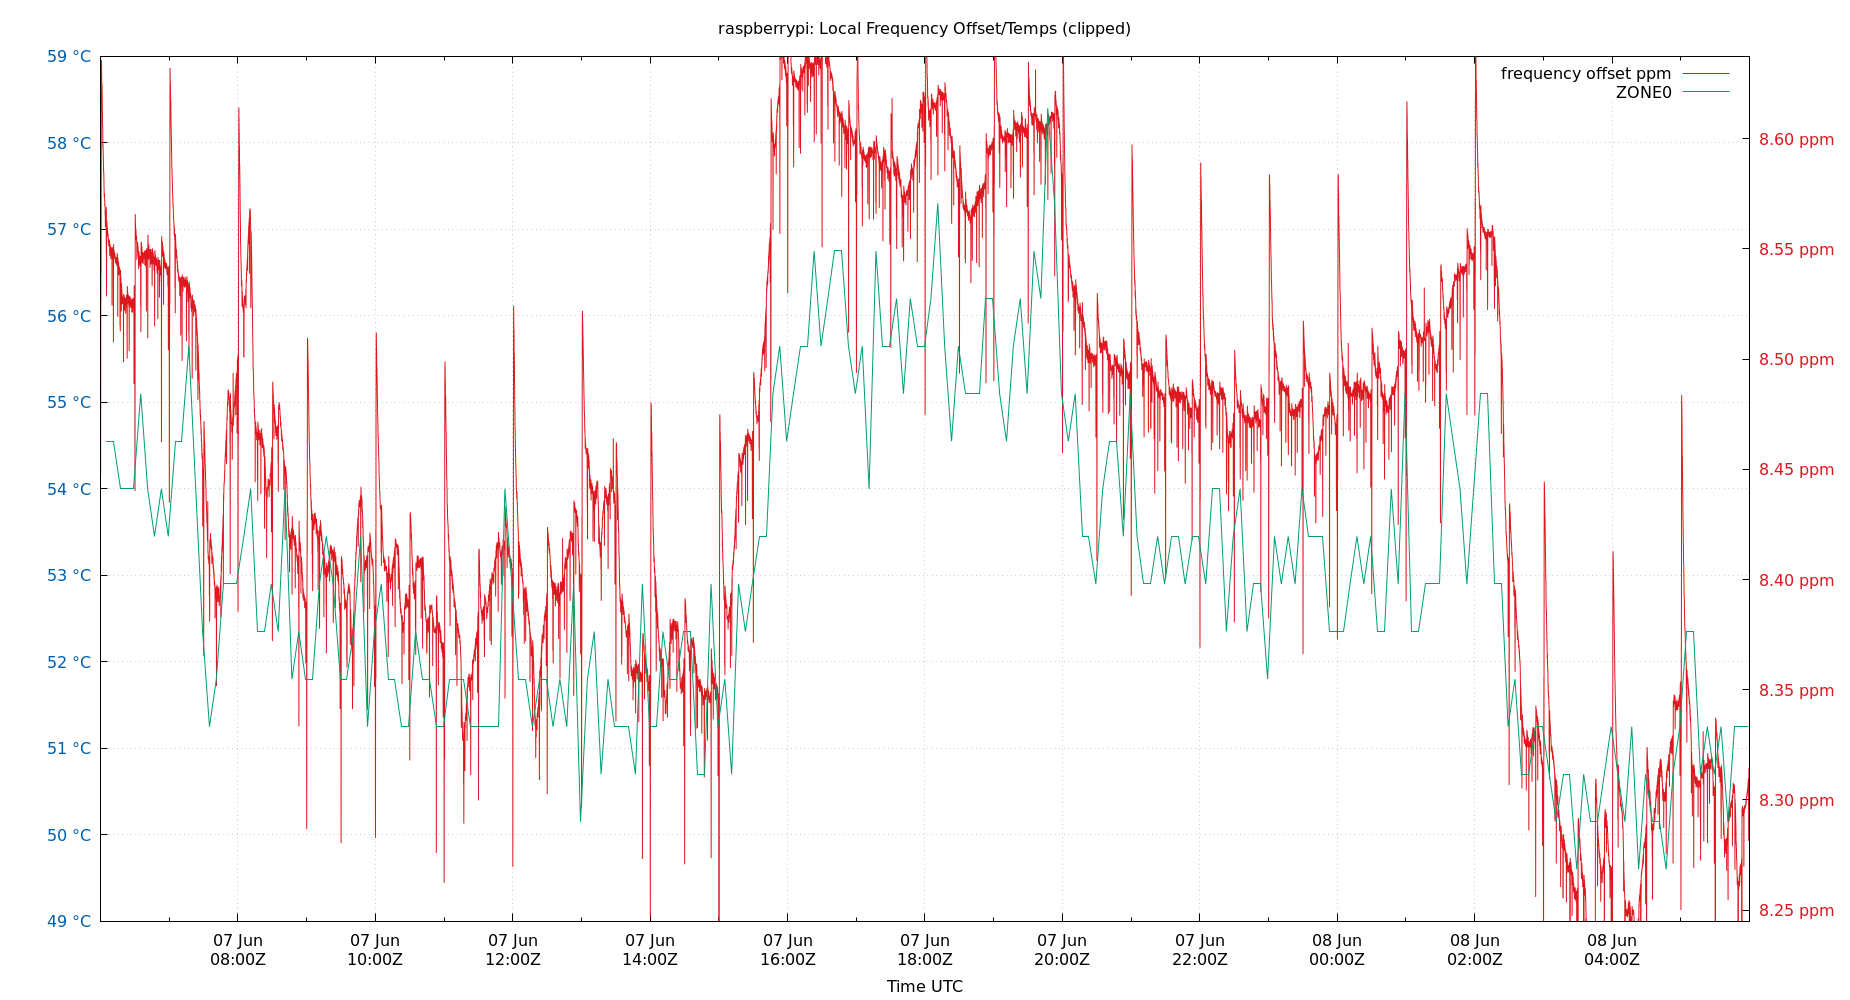 raspberrypi: Local Frequency Offset/Temps (clipped)
59 °C
58 °C
57 °C
56 °C
55 °C
54 °C
53 °C
52 °C
51 °C
50 °C
49 °C
frequency offset ppm
ZONE0
8.60 ppm
8.55 ppm
8.50 ppm
8.45 ppm
8.40 ppm
8.35 ppm
8.30 ppm
8.25 ppm
07 Jun
08:00Z
07 Jun
10:00Z
07 Jun
12:00Z
07 Jun
14:00Z
07 Jun
16:00Z
07 Jun
18:00Z
07 Jun
20:00Z
07 Jun
22:00Z
08 Jun
00:00Z
08 Jun
02:00Z
08 Jun
04:00Z
Time UTC